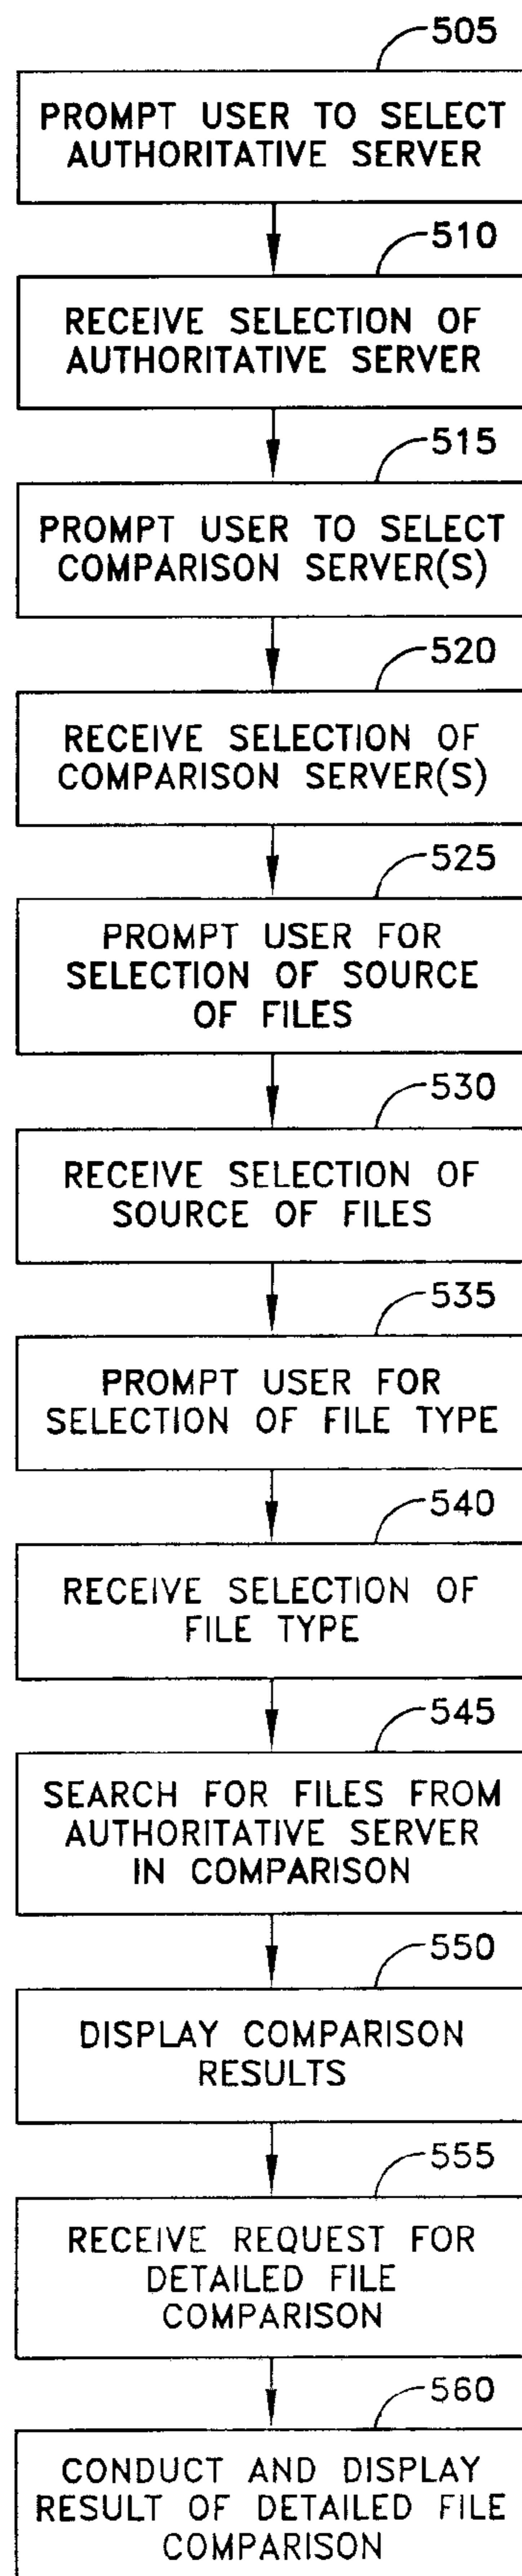 505
PROMPT USER TO SELECT
AUTHORITATIVE SERVER
510
RECEIVE SELECTION OF
AUTHORITATIVE SERVER
515
PROMPT USER TO SELECT
COMPARISON SERVER(S)
520
RECEIVE SELECTION OF
COMPARISON SERVER(S)
525
PROMPT USER FOR
SELECTION OF SOURCE
OF FILES
530
RECEIVE SELECTION OF
SOURCE OF FILES
535
PROMPT USER FOR
SELECTION OF FILE TYPE
540
RECEIVE SELECTION OF
FILE TYPE
545
SEARCH FOR FILES FROM
AUTHORITATIVE SERVER
IN COMPARISON
550
DISPLAY COMPARISON
RESULTS
555
RECEIVE REQUEST FOR
DETAILED FILE
COMPARISON
560
CONDUCT AND DISPLAY
RESULT OF DETAILED FILE
COMPARISON